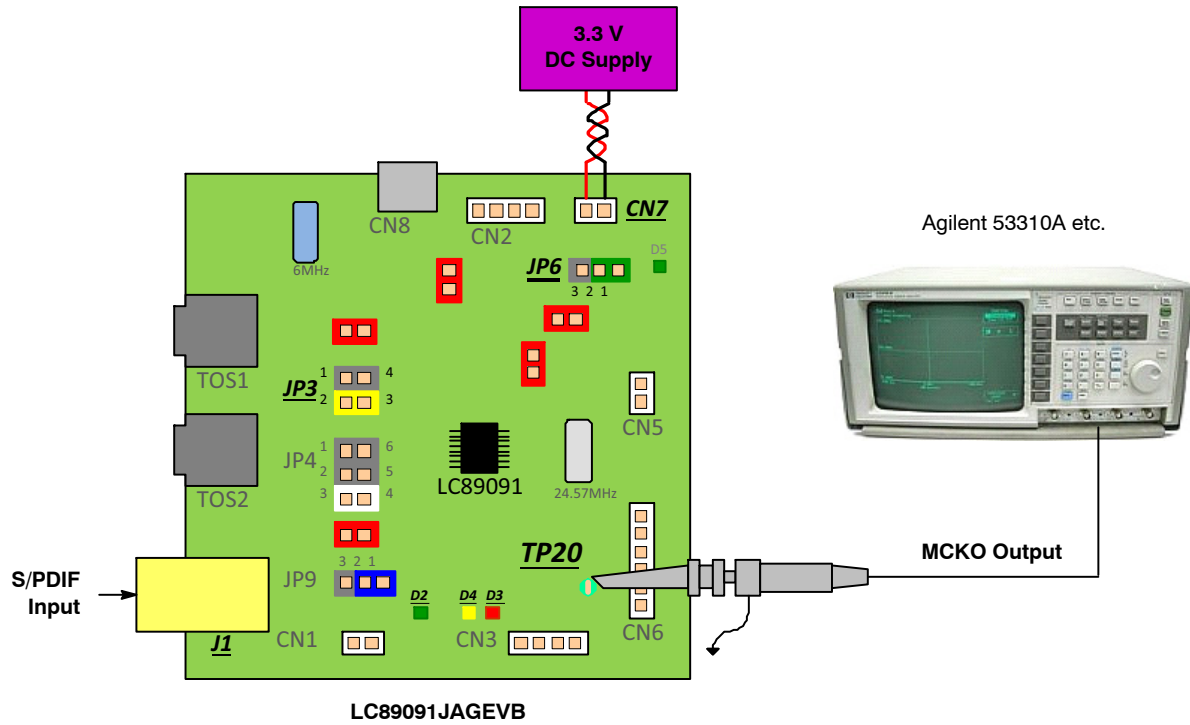 3.3 V
DC Supply
CN8
CN2
CN7
Agilent 53310A etc.
D5
6MHz
JP6
3 2 1
TOS1
1 4
JP3
2 3
CN5
JP4
1 6
2 5
3 4
LC89091
24.57MHz
TOS2
TP20
MCKO Output
S/PDIF
Input
3 2 1
JP9
D2
D4
D3
J1
CN1
CN3
CN6
LC89091JAGEVB